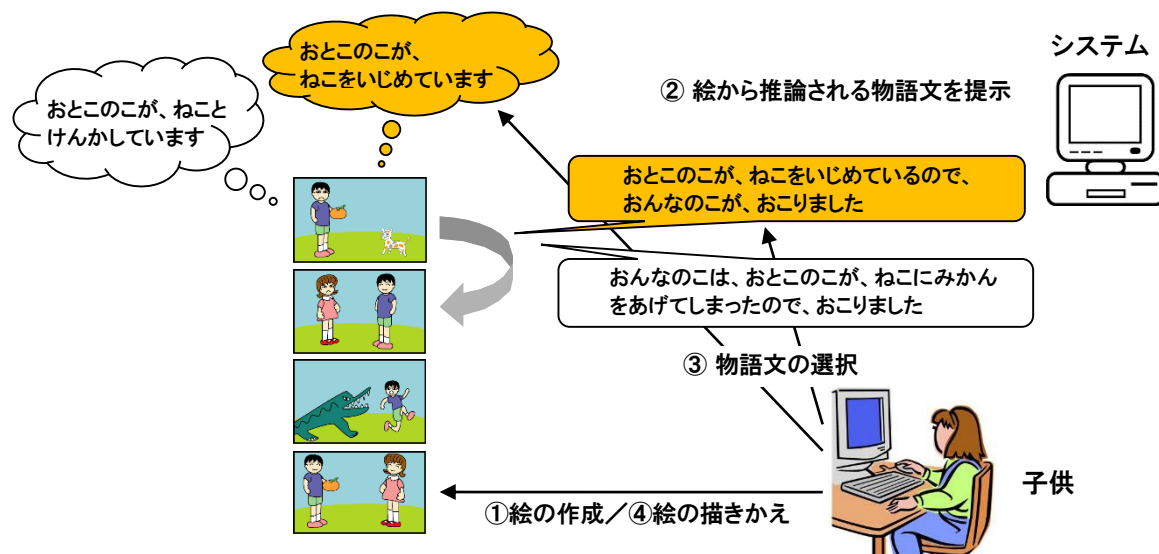 おとこのこが、
ねこをいじめています
おとこのこが、ねこと
けんかしています
システム
② 絵から推論される物語文を提示
おとこのこが、ねこをいじめているので、
おんなのこが、おこりました
おんなのこは、おとこのこが、ねこにみかん
をあげてしまったので、おこりました
③ 物語文の選択
子供
①絵の作成／④絵の描きかえ